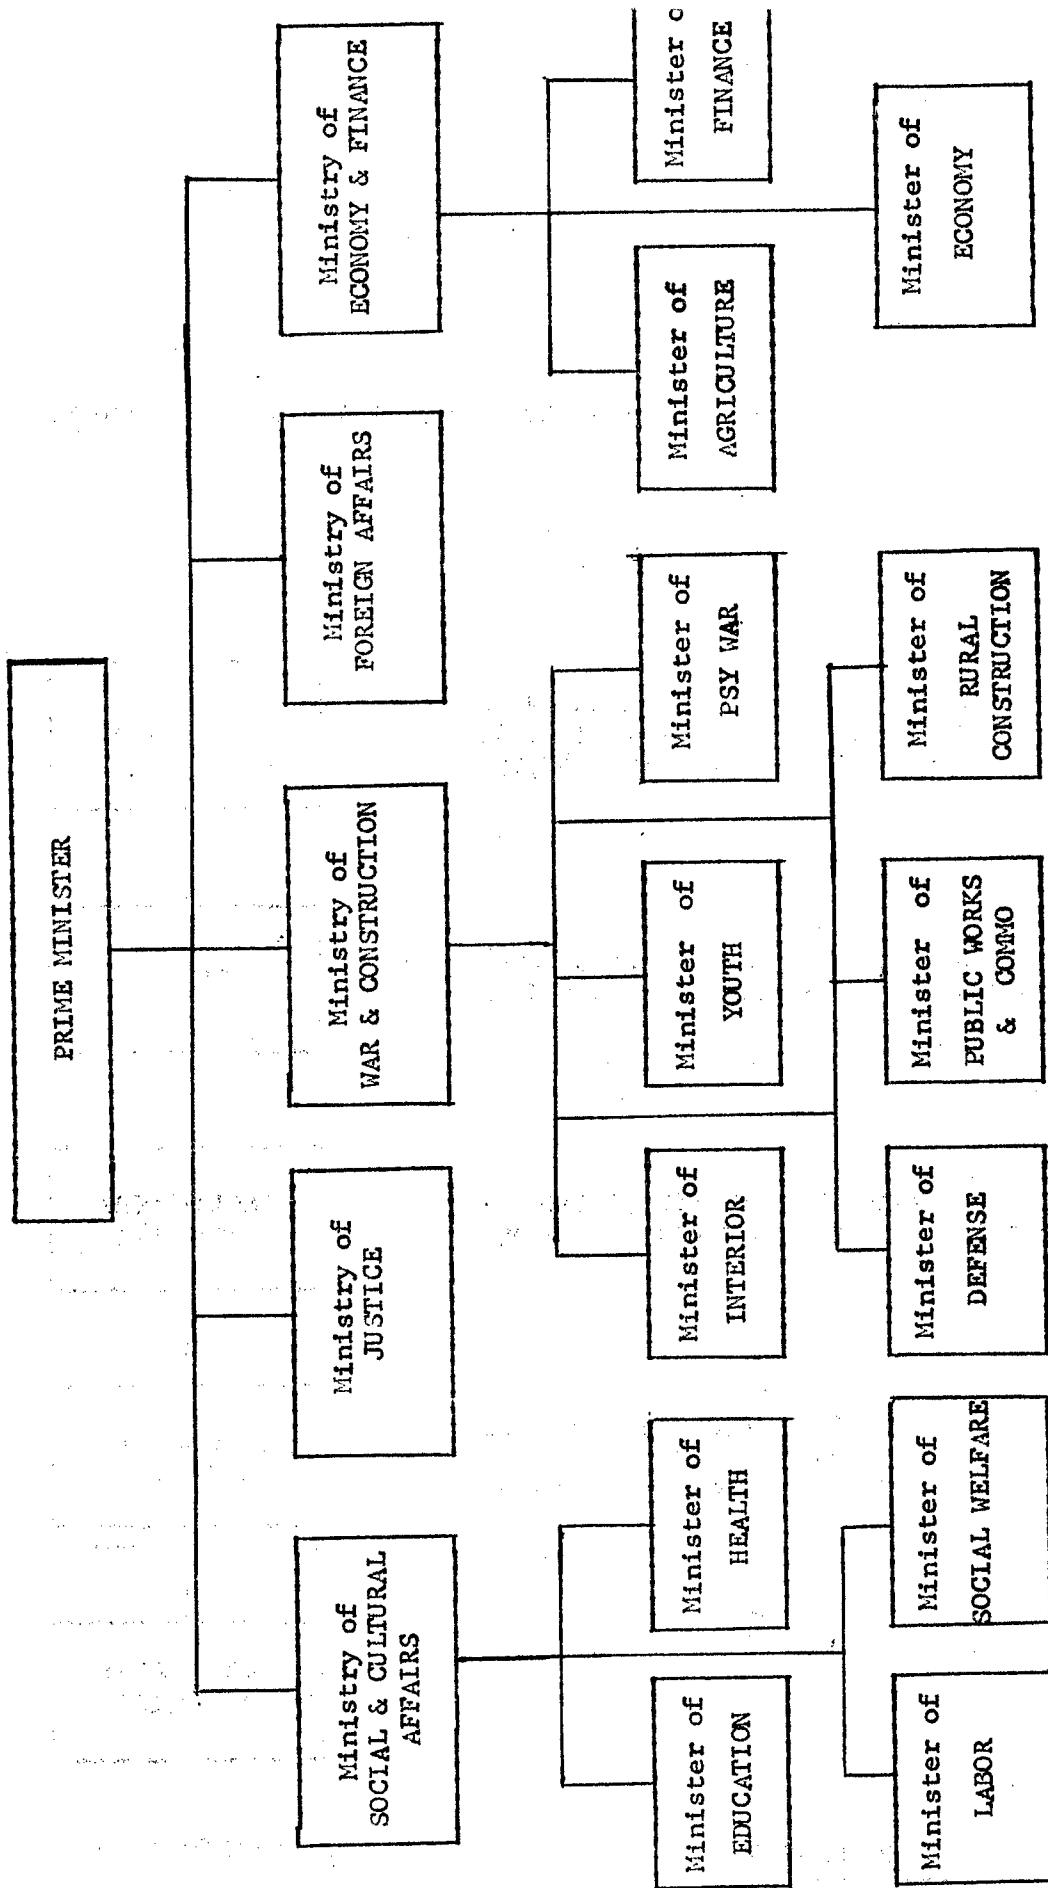 PRIME MINISTER
Ministry of
SOCIAL & CULTURAL
AFFAIRS
Ministry of
JUSTICE
Ministry of
WAR & CONSTRUCTION
Ministry of
FOREIGN AFFAIRS
Ministry of
ECONOMY & FINANCE
Minister of
EDUCATION
Minister of
HEALTH
Minister of
INTERIOR
Minister of
YOUTH
Minister of
PSY WAR
Minister of
AGRICULTURE
Minister
FINANCE
Minister of
LABOR
Minister of
SOCIAL WELFARE
Minister of
DEFENSE
Minister of
PUBLIC WORKS
& COMMO
Minister of
RURAL
CONSTRUCTION
Minister of
ECONOMY